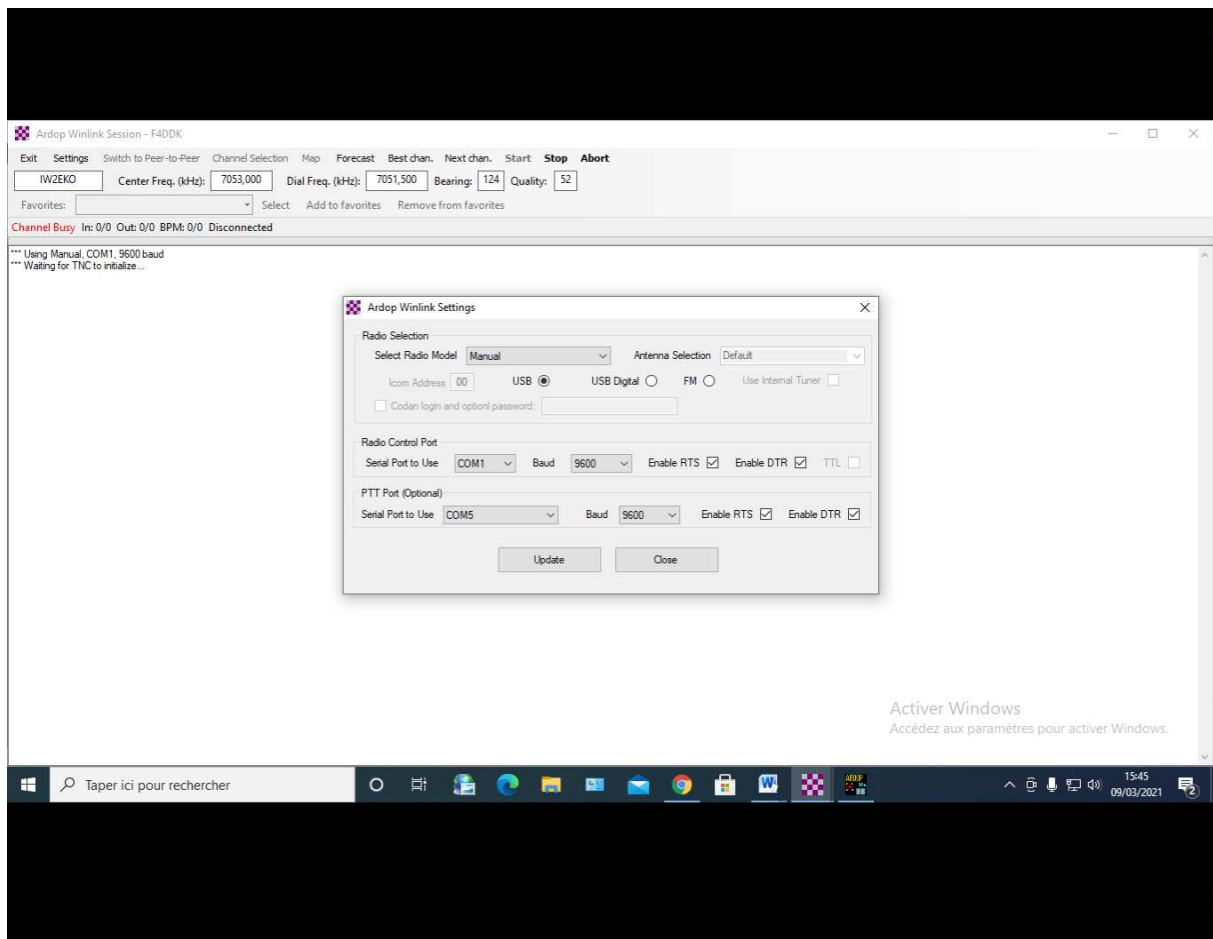 Ardop Winlink Session - F4DDK
Exit Settings Switch to Peer-to-Peer Channel Selection Map Forecast Best chan. Next chan. Start Stop Abort
IW2EKO Center Freq. (kHz): 7053,000 Dial Freq. (kHz): 7051,500 Bearing: 124 Quality: 52
Favorites: Select Add to favorites Remove from favorites
Channel Busy In: 0/0 Out: 0/0 BPM: 0/0 Disconnected
*** Using Manual, COM1, 9600 baud
*** Waiting for TNC to initialize...
Ardop Winlink Settings
Radio Selection
Select Radio Model Manual Antenna Selection Default
Icom Address 00 USB USB Digital FM Use Internal Tuner
Codan login and optionl password:
Radio Control Port
Serial Port to Use COM1 Baud 9600 Enable RTS Enable DTR TTL
PTT Port (Optional)
Serial Port to Use COM5 Baud 9600 Enable RTS Enable DTR
Update Close
Activer Windows
Accédez aux paramètres pour activer Windows.
Taper ici pour rechercher
ARDOP
15:45
09/03/2021
2